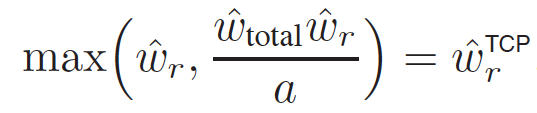 max(ŵ_r, ŵ_total ŵ_r / a) = ŵ_r^TCP